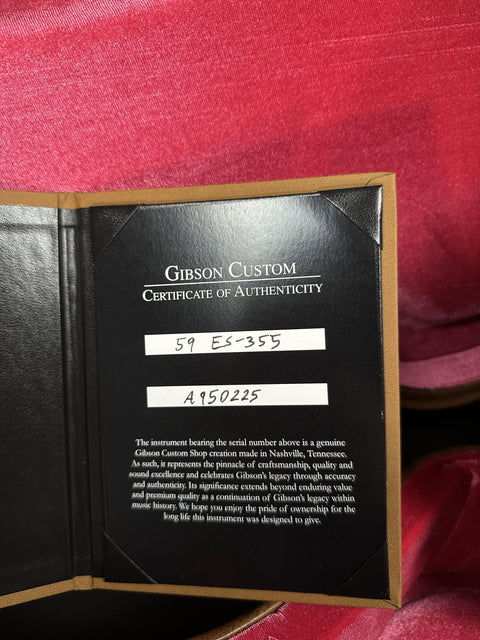 GIBSON CUSTOM
CERTIFICATE OF AUTHENTICITY
59 ES-355
A950225
The instrument bearing the serial number above is a genuine
Gibson Custom Shop creation made in Nashville, Tennessee.
As such, it represents the pinnacle of craftsmanship, quality and
sound excellence and celebrates Gibson's legacy through accuracy
and authenticity. Its significance extends beyond enduring value
and premium quality as a continuation of Gibson's legacy within
music history. We hope you enjoy the pride of ownership for the
long life this instrument was designed to give.